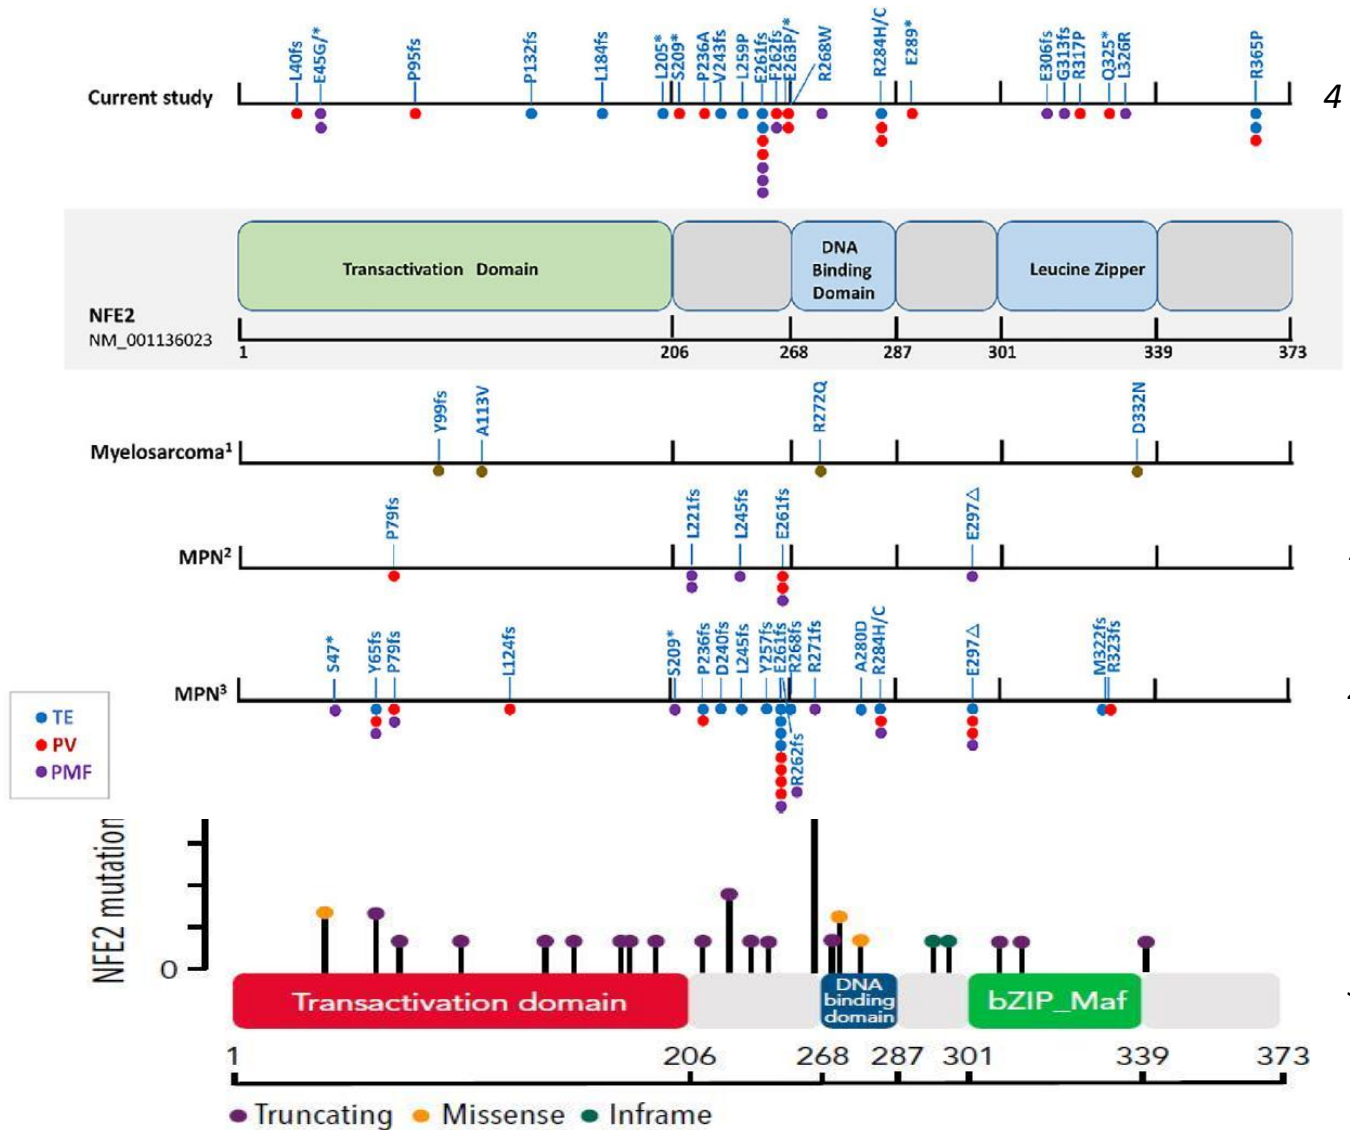 L40fs
E45G/*
P95fs
P132fs
L184fs
L205*
S209*
P236A
V243fs
L259P
E261fs
F262fs
E263P/*
R268W
R284H/C
E289*
E306fs
G313fs
R317P
Q325*
L326R
R365P
Current study
4
Transactivation Domain
DNA
Binding
Domain
Leucine Zipper
NFE2
NM_001136023
1 206 268 287 301 339 373
Y99fs
A113V
R272Q
D332N
Myelosarcoma¹
P79fs
L221fs
L245fs
E261fs
E297△
MPN²
S47*
Y65fs
P79fs
L124fs
S209*
P236fs
D240fs
L245fs
Y257fs
E261fs
R268fs
R271fs
A280D
R284H/C
E297△
M322fs
R323fs
MPN³
R262fs
TE
PV
PMF
NFE2 mutation
0
Transactivation domain
DNA
binding
domain
bZIP_Maf
1 206 268 287 301 339 373
Truncating Missense Inframe